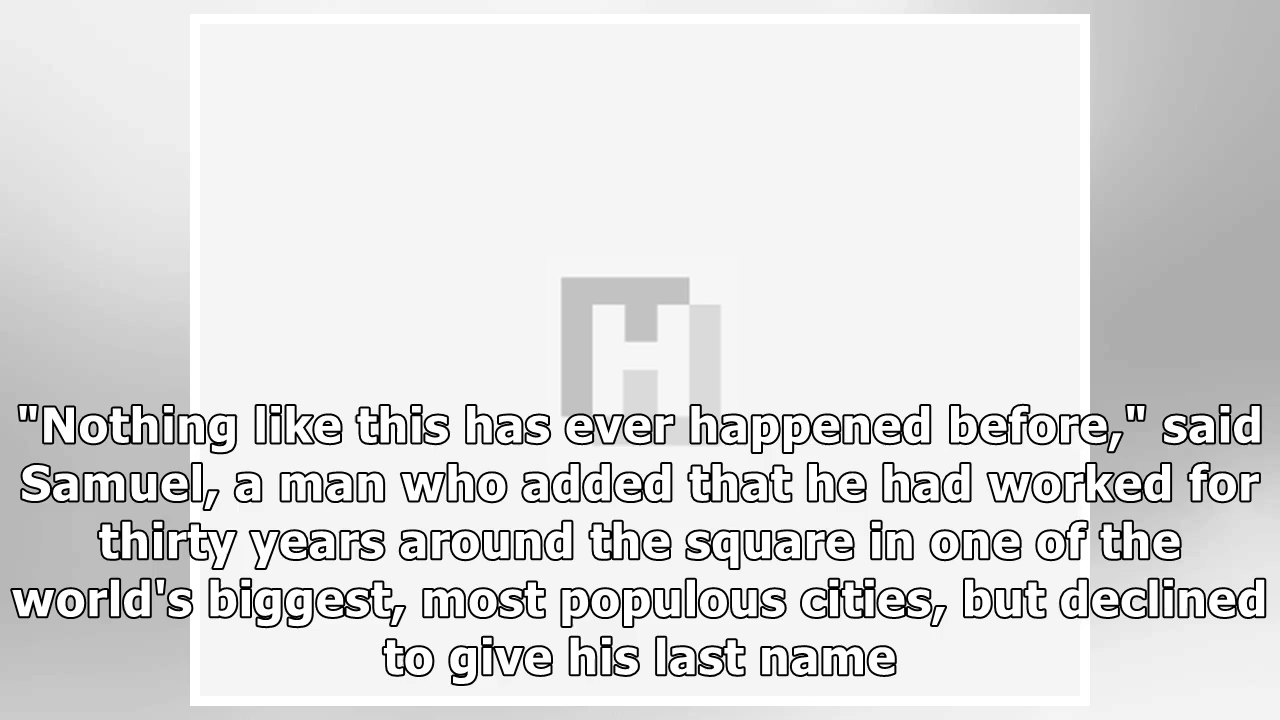 "Nothing like this has ever happened before," said
Samuel, a man who added that he had worked for
thirty years around the square in one of the
world's biggest, most populous cities, but declined
to give his last name